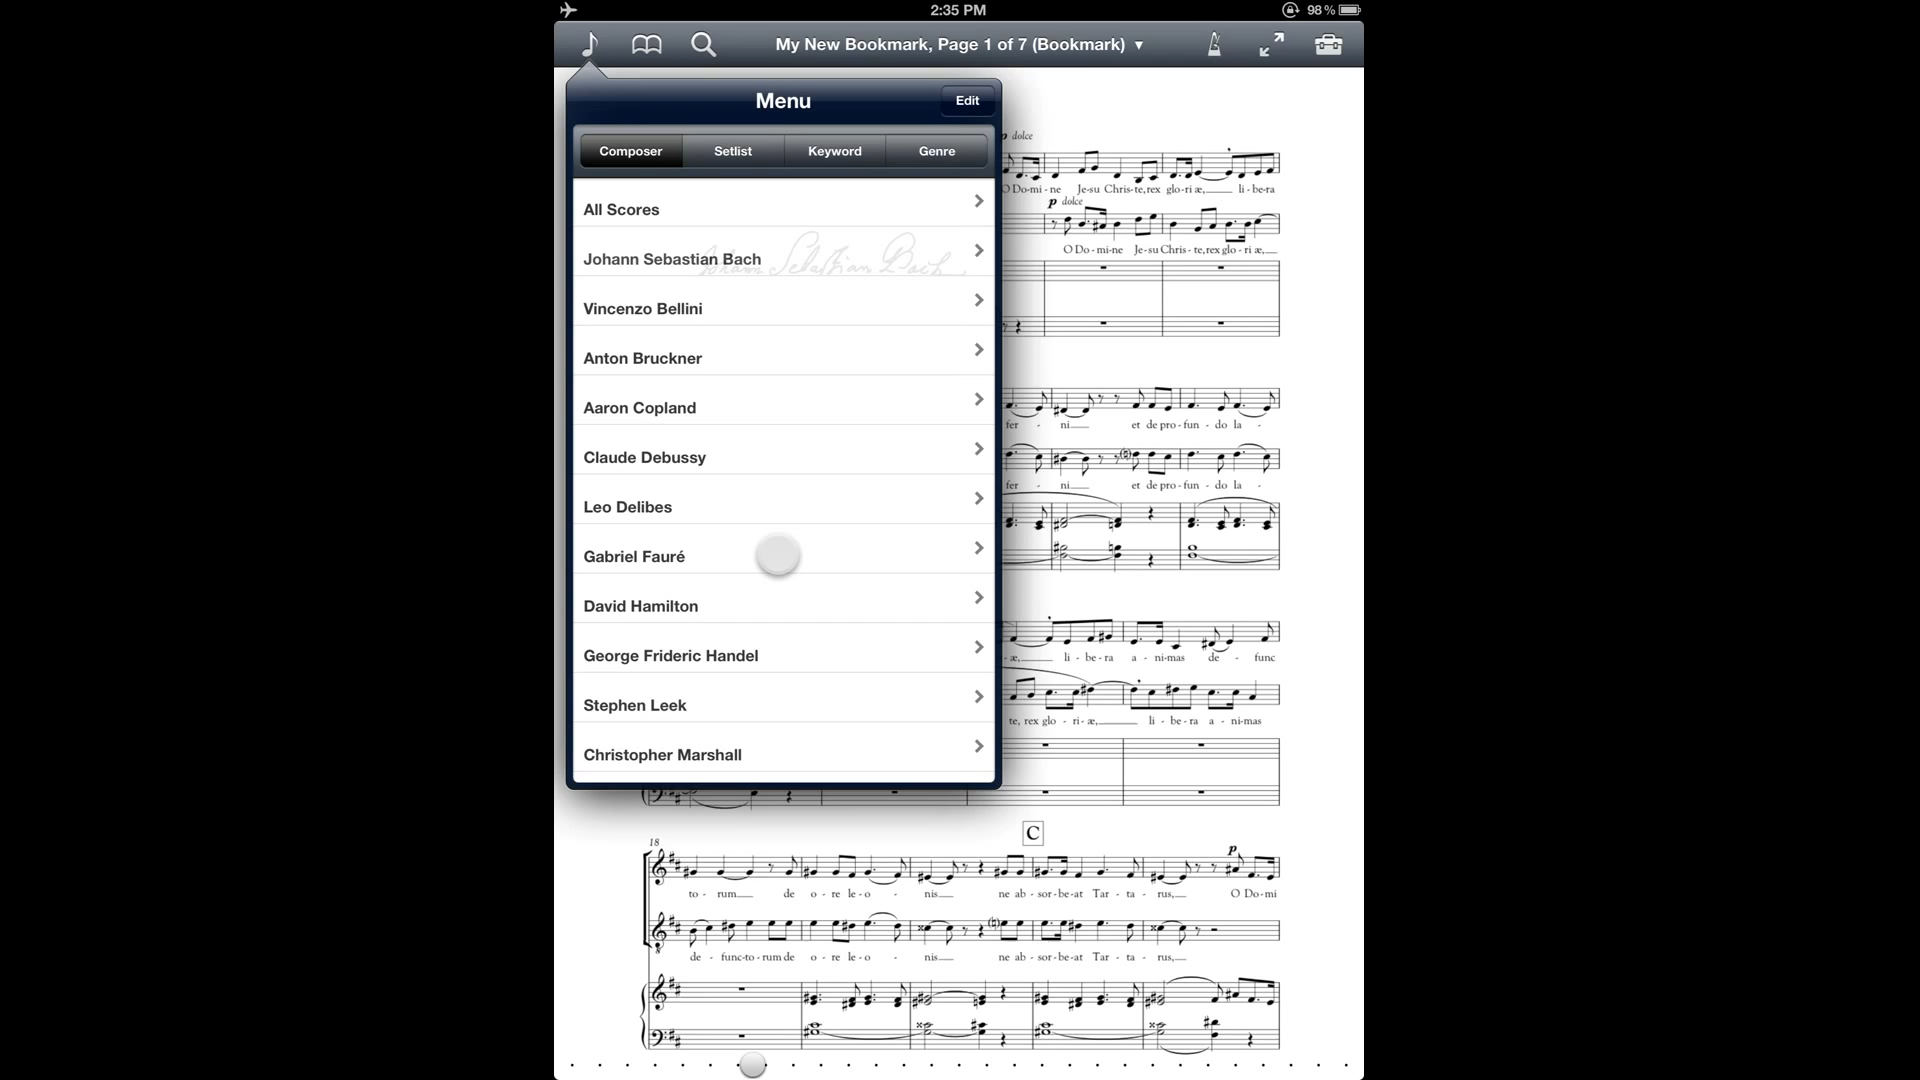 2:35 PM
98 %
My New Bookmark, Page 1 of 7 (Bookmark) ▼
Menu
Edit
Composer Setlist Keyword Genre
All Scores
Johann Sebastian Bach
Johann Sebastian Bach
Vincenzo Bellini
Anton Bruckner
Aaron Copland
Claude Debussy
Leo Delibes
Gabriel Fauré
David Hamilton
George Frideric Handel
Stephen Leek
Christopher Marshall
p dolce
O Do-mi - ne Je-su Chris-te, rex glo-ri æ, li - be-ra
p dolce
O Do-mi-ne Je-su Chris-te, rex glo-ri æ,
fer - ni et de pro-fun - do la -
fer - ni et de pro-fun - do la -
- æ, li - be-ra a - ni-mas de - func
te, rex glo - ri-æ, li - be-ra a - ni-mas
C
18
p
to - rum de o - re le-o - nis ne ab - sor-be-at Tar - ta - rus, O Do-mi
8
de - func-to-rum de o - re le-o - nis ne ab - sor-be-at Tar - ta - rus,